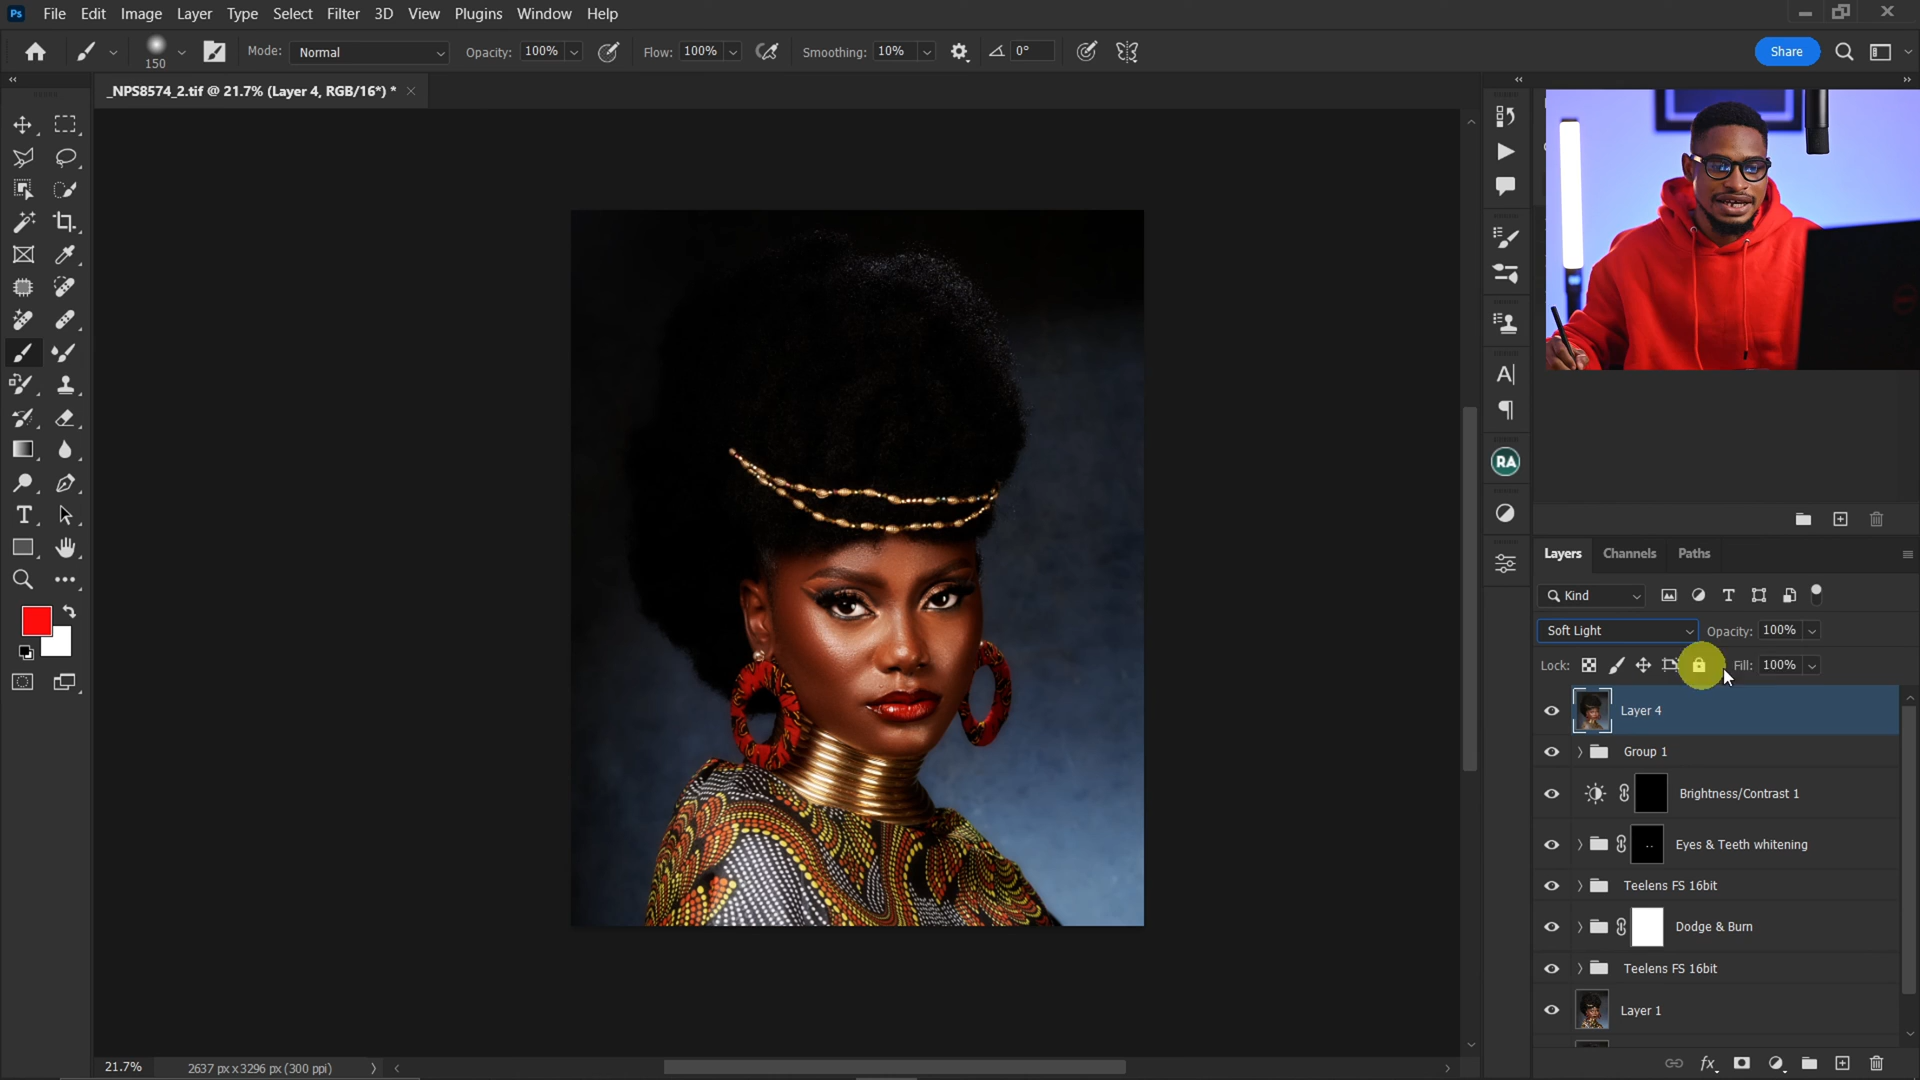 Ps File Edit Image Layer Type Select Filter 3D View Plugins Window Help
150 Mode: Normal Opacity: 100% Flow: 100% Smoothing: 10% 0° Share
_NPS8574_2.tif @ 21.7% (Layer 4, RGB/16*) *
RA
Layers Channels Paths
Kind
Soft Light Opacity: 100%
Lock: Fill: 100%
Layer 4
Group 1
Brightness/Contrast 1
Eyes & Teeth whitening
Teelens FS 16bit
Dodge & Burn
Teelens FS 16bit
Layer 1
21.7% 2637 px x 3296 px (300 ppi)
fx